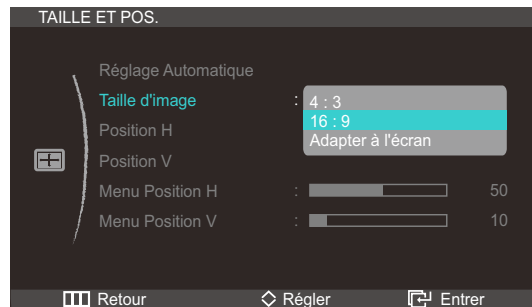 TAILLE ET POS.
Réglage Automatique
Taille d'image : 4 : 3
16 : 9
Position H Adapter à l'écran
Position V
Menu Position H : 50
Menu Position V : 10
Retour Régler Entrer